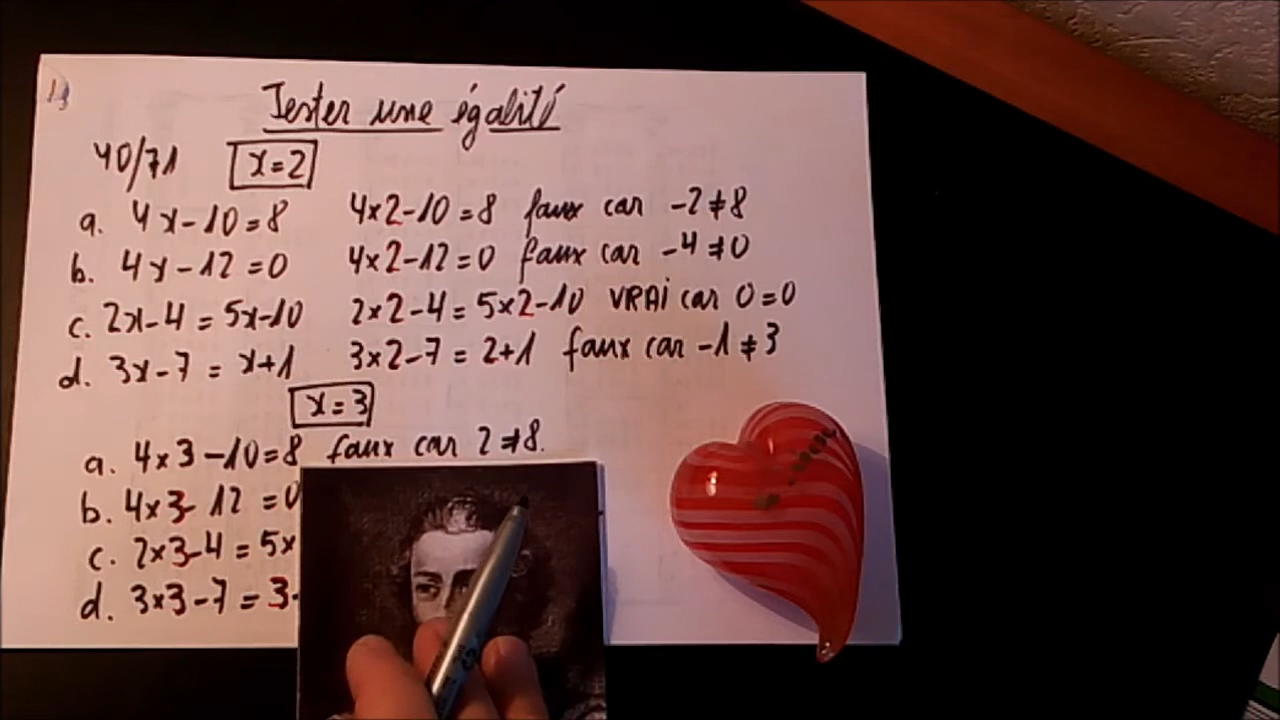 Tester une égalité
40/71 x=2
a. 4x-10=8 4×2-10=8 faux car -2≠8
b. 4x-12=0 4×2-12=0 faux car -4≠0
c. 2x-4=5x-10 2×2-4=5×2-10 VRAI car 0=0
d. 3x-7=x+1 3×2-7=2+1 faux car -1≠3
x=3
a. 4×3-10=8 faux car 2≠8.
b. 4×3-12=0
c. 2×3-4=5×
d. 3×3-7=3